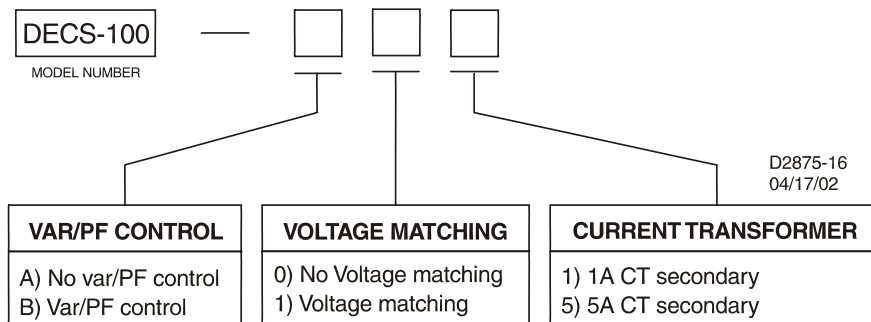 DECS-100
MODEL NUMBER
D2875-16
04/17/02
VAR/PF CONTROL
A) No var/PF control
B) Var/PF control
VOLTAGE MATCHING
0) No Voltage matching
1) Voltage matching
CURRENT TRANSFORMER
1) 1A CT secondary
5) 5A CT secondary